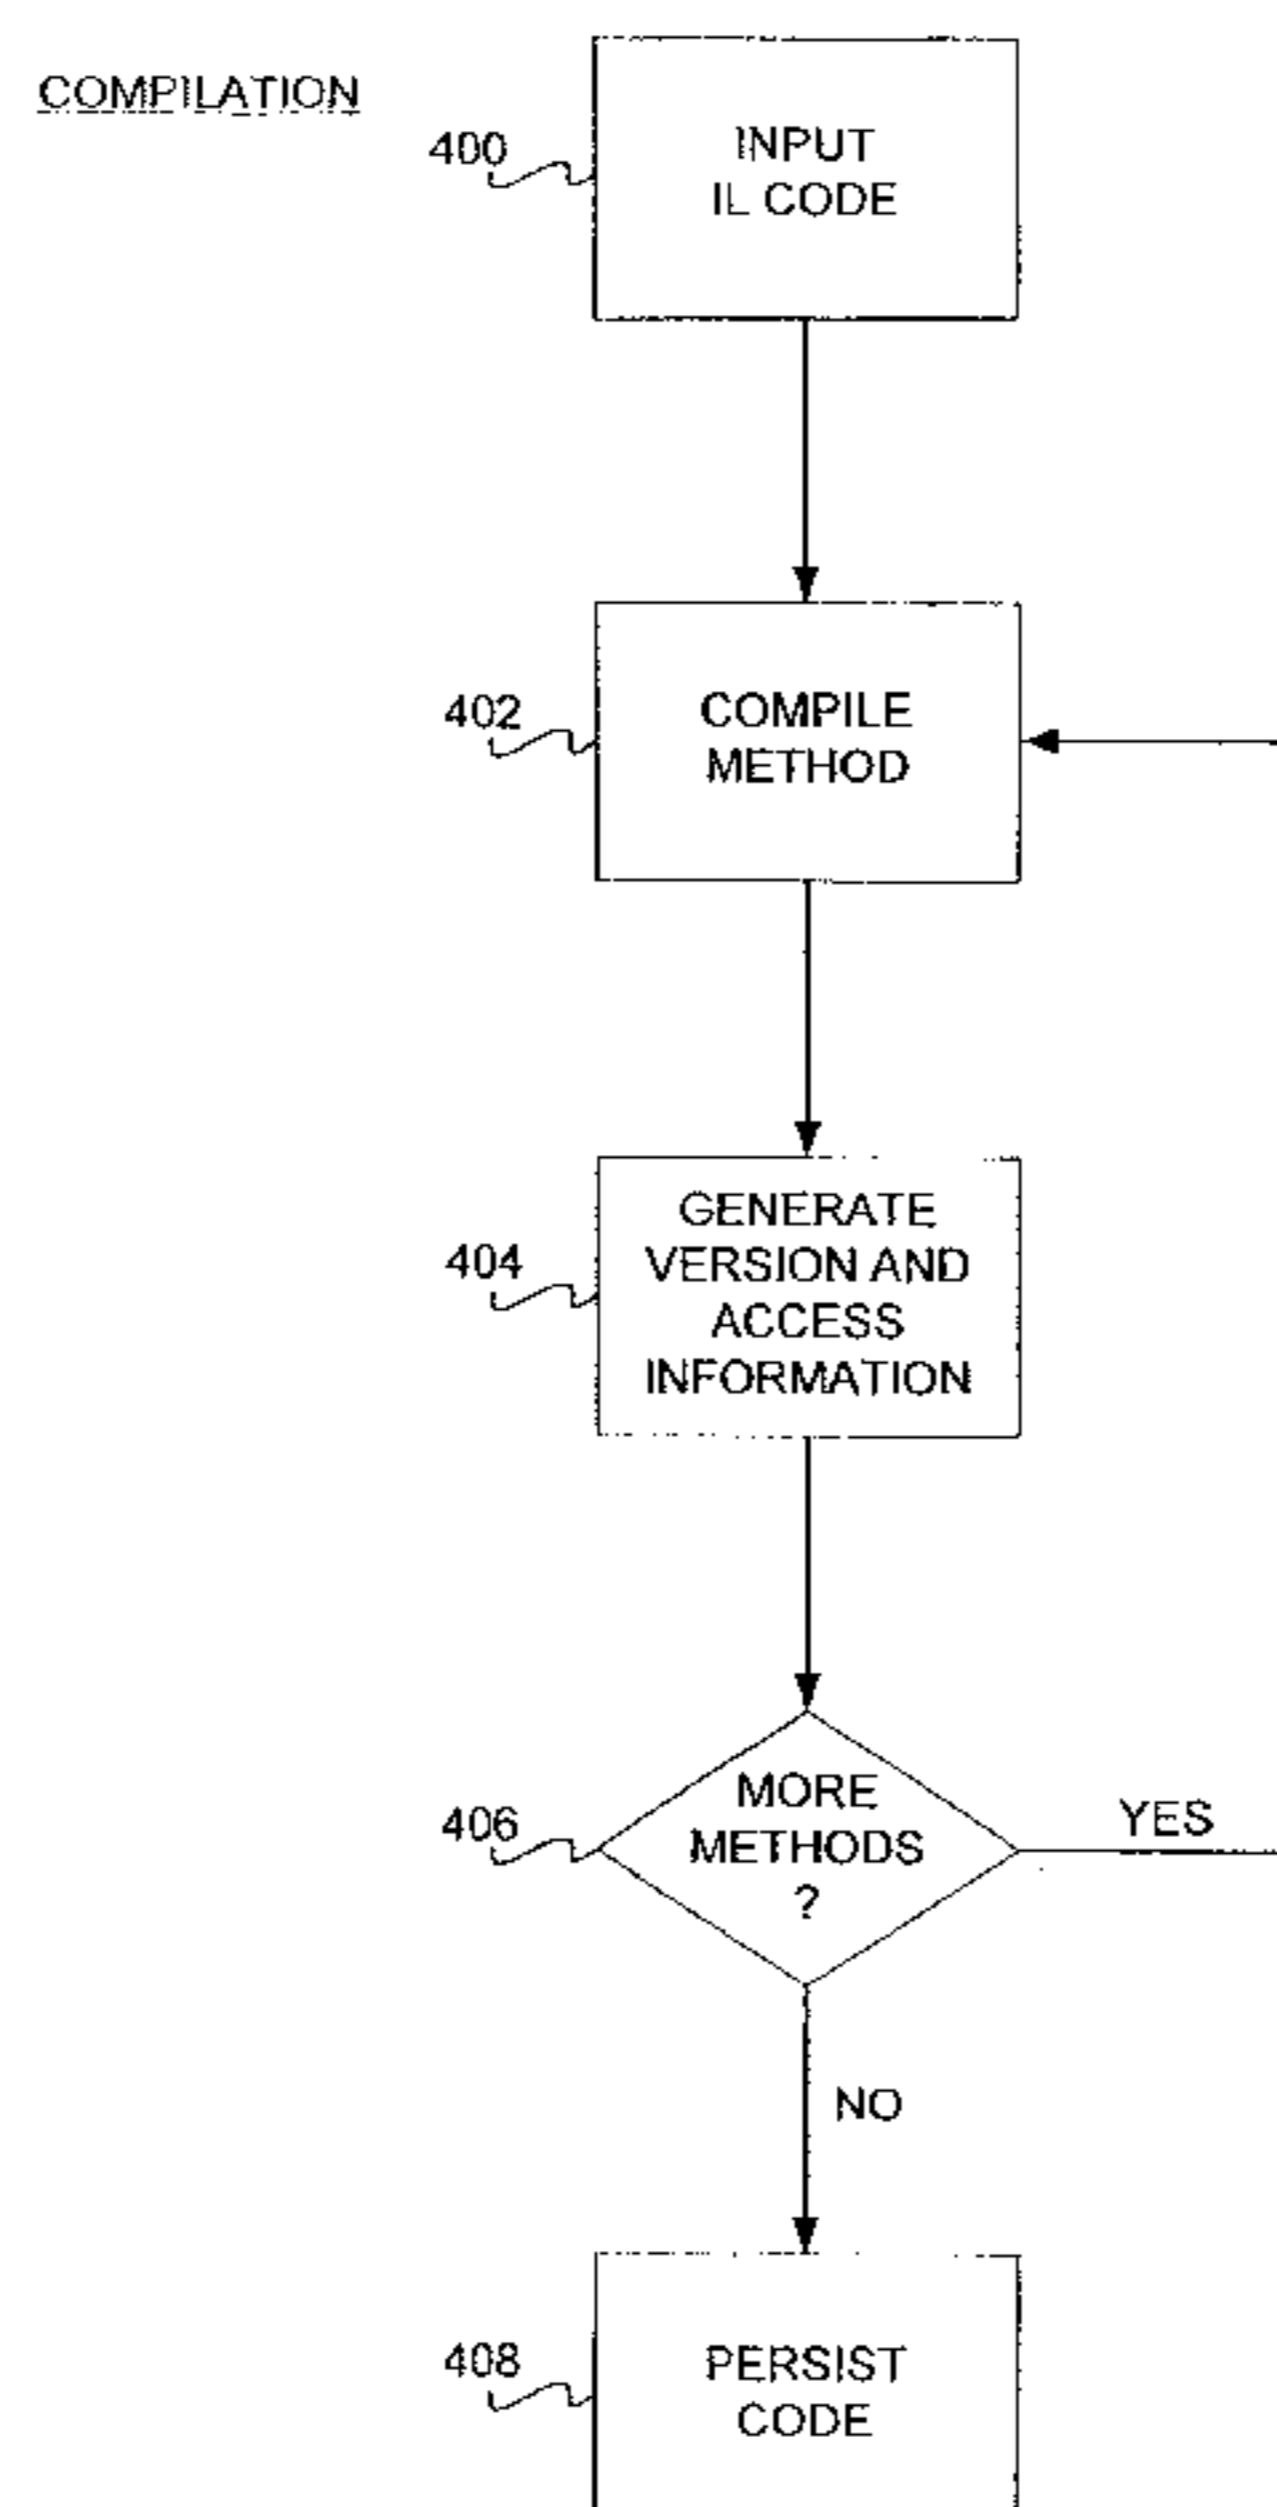 COMPILATION
400
INPUT
IL CODE
402
COMPILE
METHOD
404
GENERATE
VERSION AND
ACCESS
INFORMATION
406
MORE
METHODS
?
YES
NO
408
PERSIST
CODE